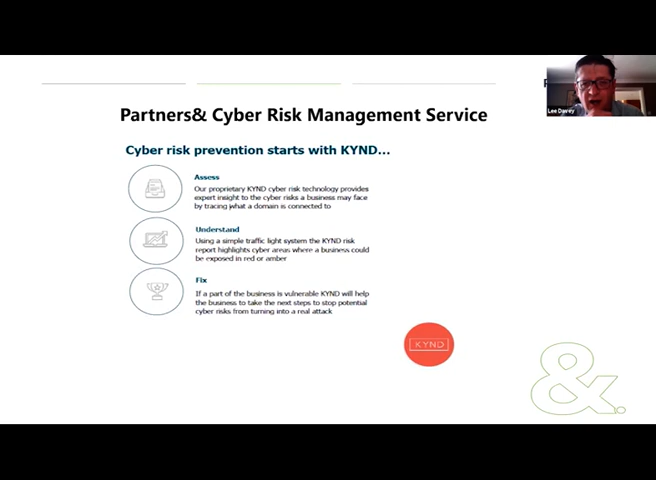 Partners& Cyber Risk Management Service
Lee Davey
Cyber risk prevention starts with KYND...
Assess
Our proprietary KYND cyber risk technology provides
expert insight to the cyber risks a business may face
by tracing what a domain is connected to
Understand
Using a simple traffic light system the KYND risk
report highlights cyber areas where a business could
be exposed in red or amber
Fix
If a part of the business is vulnerable KYND will help
the business to take the next steps to stop potential
cyber risks from turning into a real attack
KYND
&.